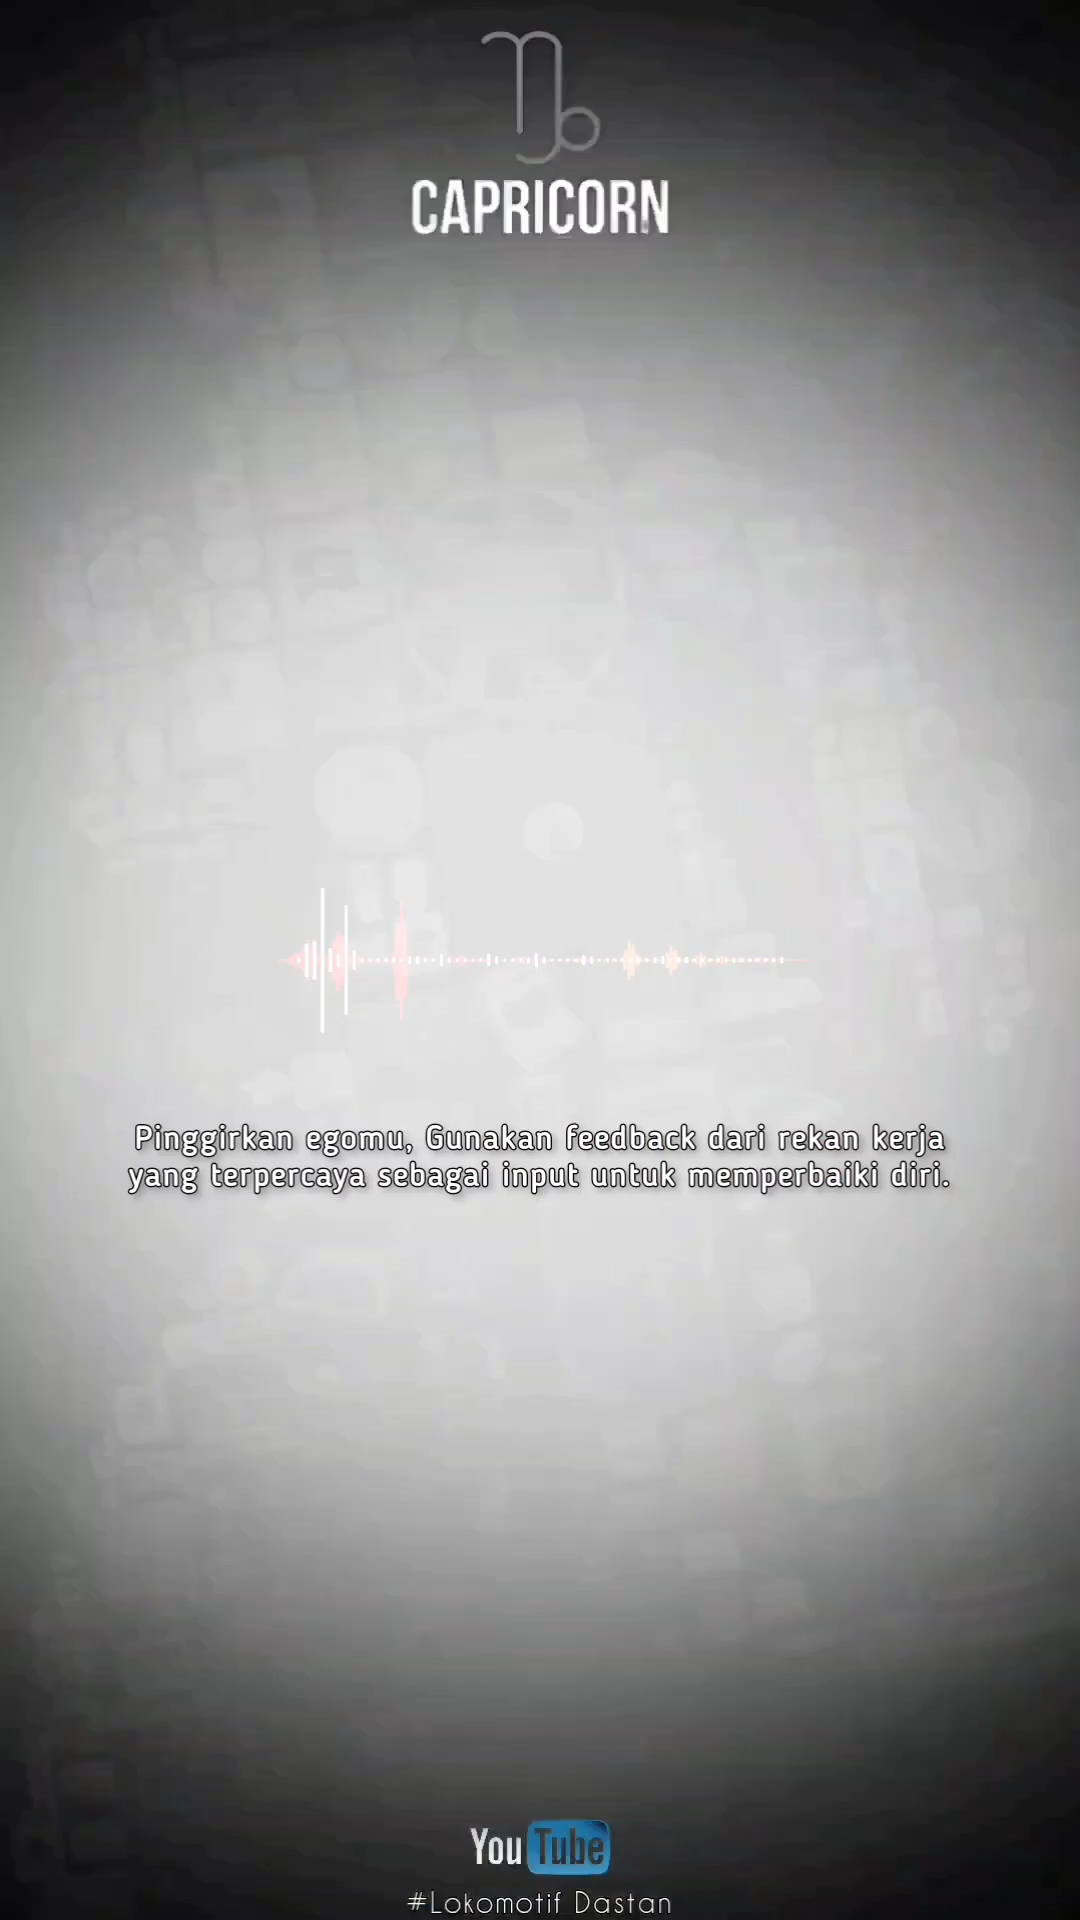 CAPRICORN
Pinggirkan egomu, Gunakan feedback dari rekan kerja
yang terpercaya sebagai input untuk memperbaiki diri.
YouTube
#Lokomotif Dastan